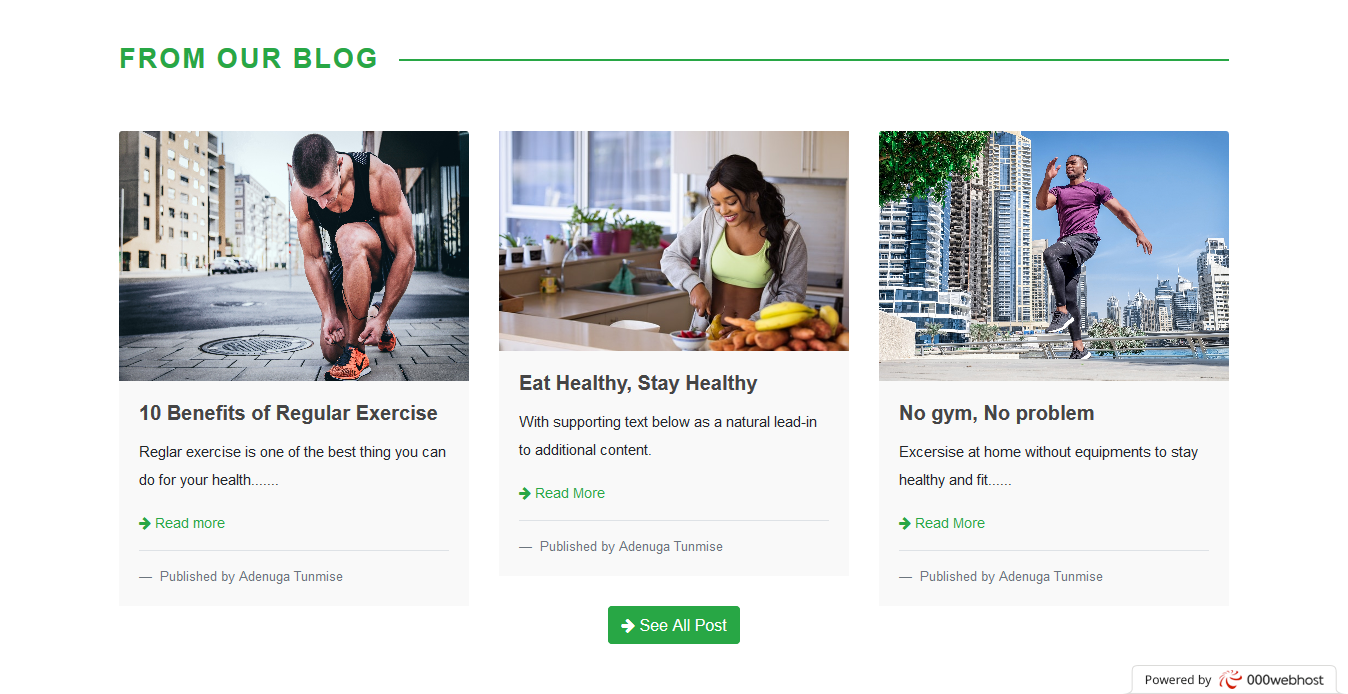 FROM OUR BLOG
10 Benefits of Regular Exercise
Reglar exercise is one of the best thing you can
do for your health.......
Read more
— Published by Adenuga Tunmise
Eat Healthy, Stay Healthy
With supporting text below as a natural lead-in
to additional content.
Read More
— Published by Adenuga Tunmise
No gym, No problem
Excersise at home without equipments to stay
healthy and fit......
Read More
— Published by Adenuga Tunmise
See All Post
Powered by 000webhost